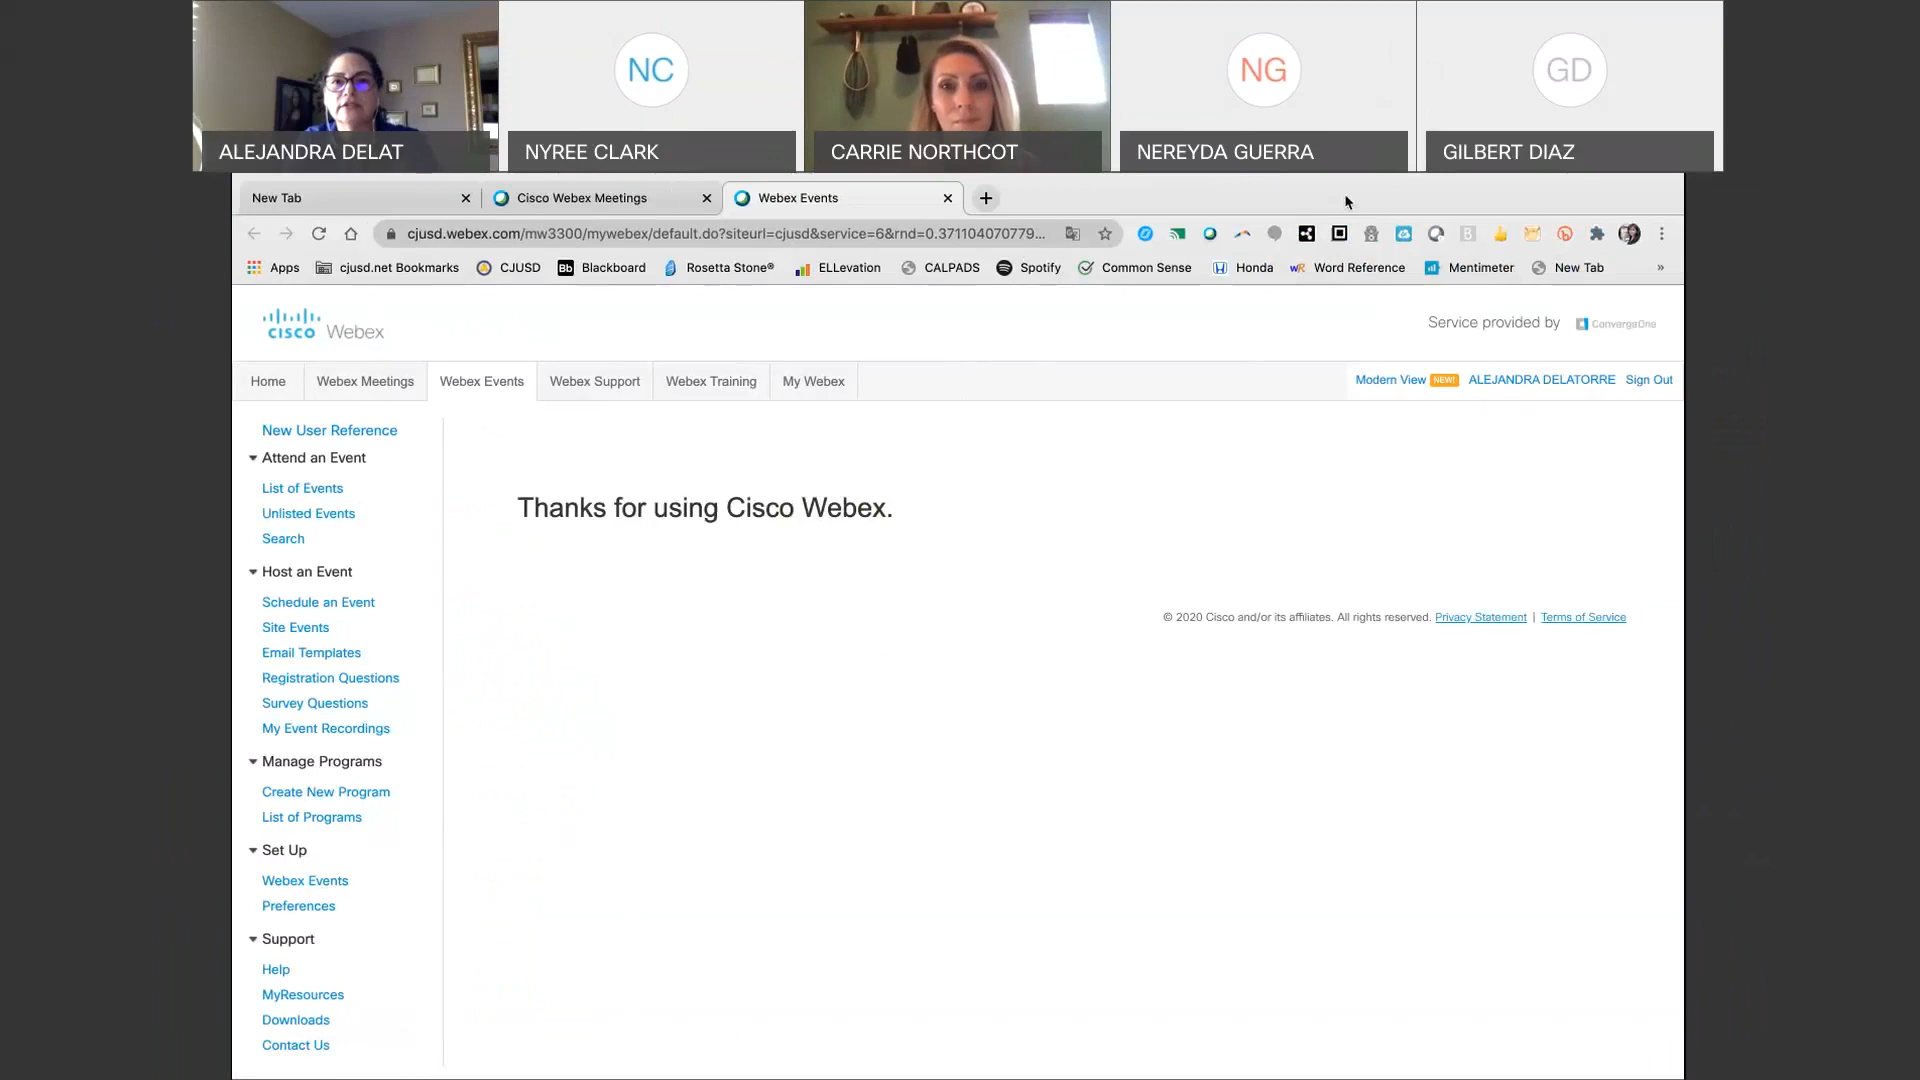 NC
NG
GD
ALEJANDRA DELAT
NYREE CLARK
CARRIE NORTHCOT
NEREYDA GUERRA
GILBERT DIAZ
New Tab
Cisco Webex Meetings
Webex Events
cjusd.webex.com/mw3300/mywebex/default.do?siteurl=cjusd&service=6&rnd=0.371104070779...
Apps
cjusd.net Bookmarks
CJUSD
Bb Blackboard
Rosetta Stone®
ELLevation
CALPADS
Spotify
Common Sense
Honda
WR Word Reference
Mentimeter
New Tab
»
cisco Webex
Service provided by ConvergeOne
Home
Webex Meetings
Webex Events
Webex Support
Webex Training
My Webex
Modern View NEW!
ALEJANDRA DELATORRE
Sign Out
New User Reference
Attend an Event
List of Events
Unlisted Events
Search
Host an Event
Schedule an Event
Site Events
Email Templates
Registration Questions
Survey Questions
My Event Recordings
Manage Programs
Create New Program
List of Programs
Set Up
Webex Events
Preferences
Support
Help
MyResources
Downloads
Contact Us
Thanks for using Cisco Webex.
© 2020 Cisco and/or its affiliates. All rights reserved. Privacy Statement | Terms of Service